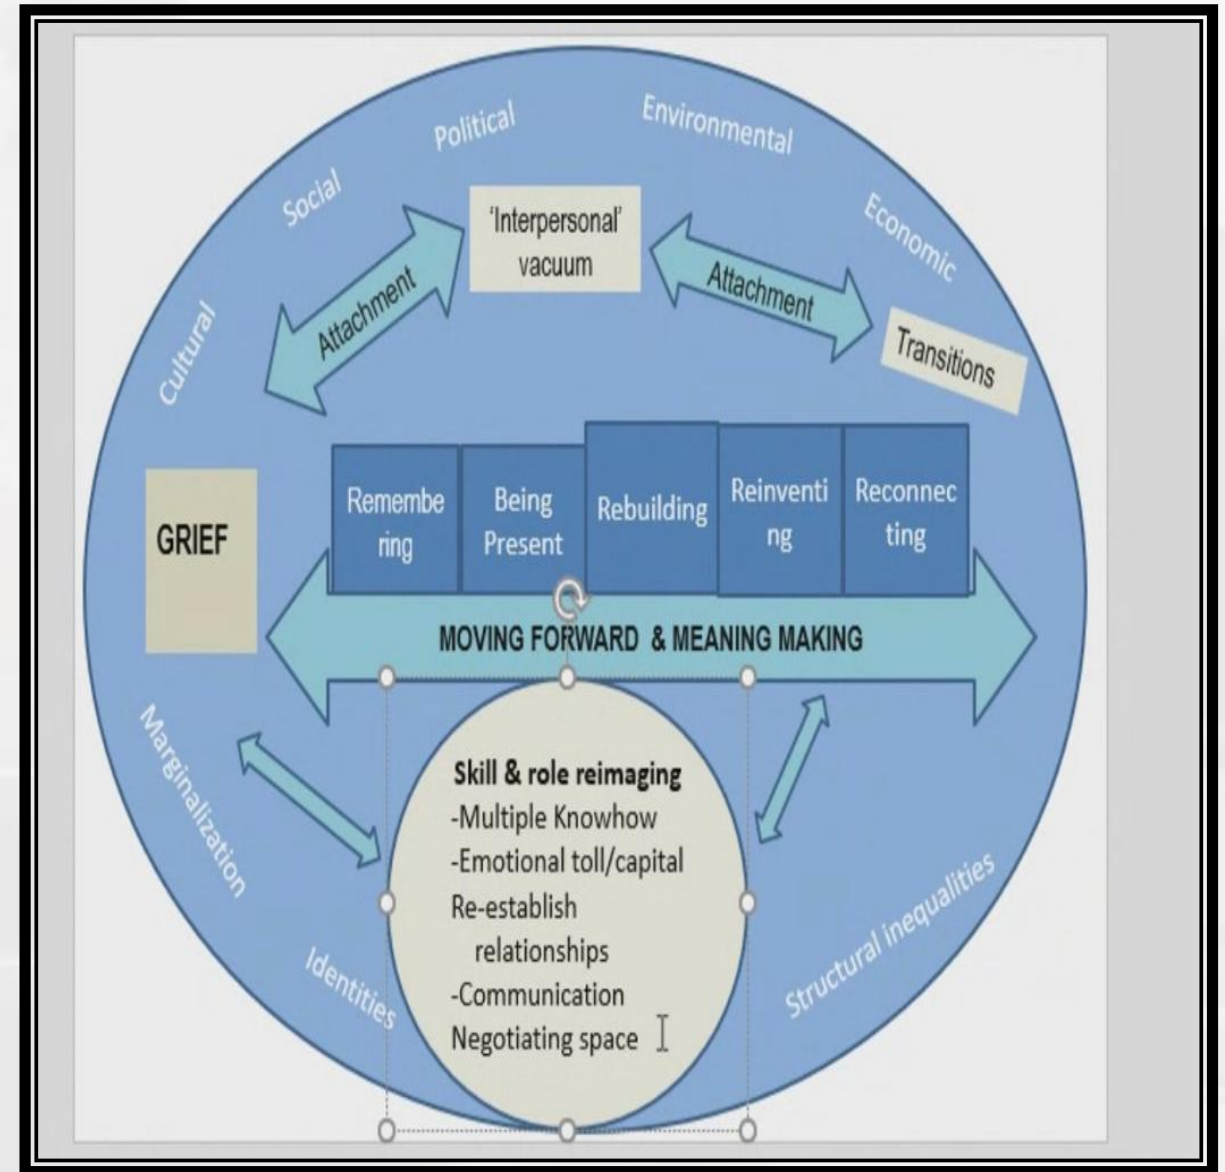 Political
Environmental
Social
Economic
Cultural
'Interpersonal'
vacuum
Attachment
Attachment
Transitions
GRIEF
Remembe
ring
Being
Present
Rebuilding
Reinventi
ng
Reconnec
ting
MOVING FORWARD & MEANING MAKING
Marginalization
Identities
Structural inequalities
Skill & role reimaging
-Multiple Knowhow
-Emotional toll/capital
Re-establish
relationships
-Communication
Negotiating space